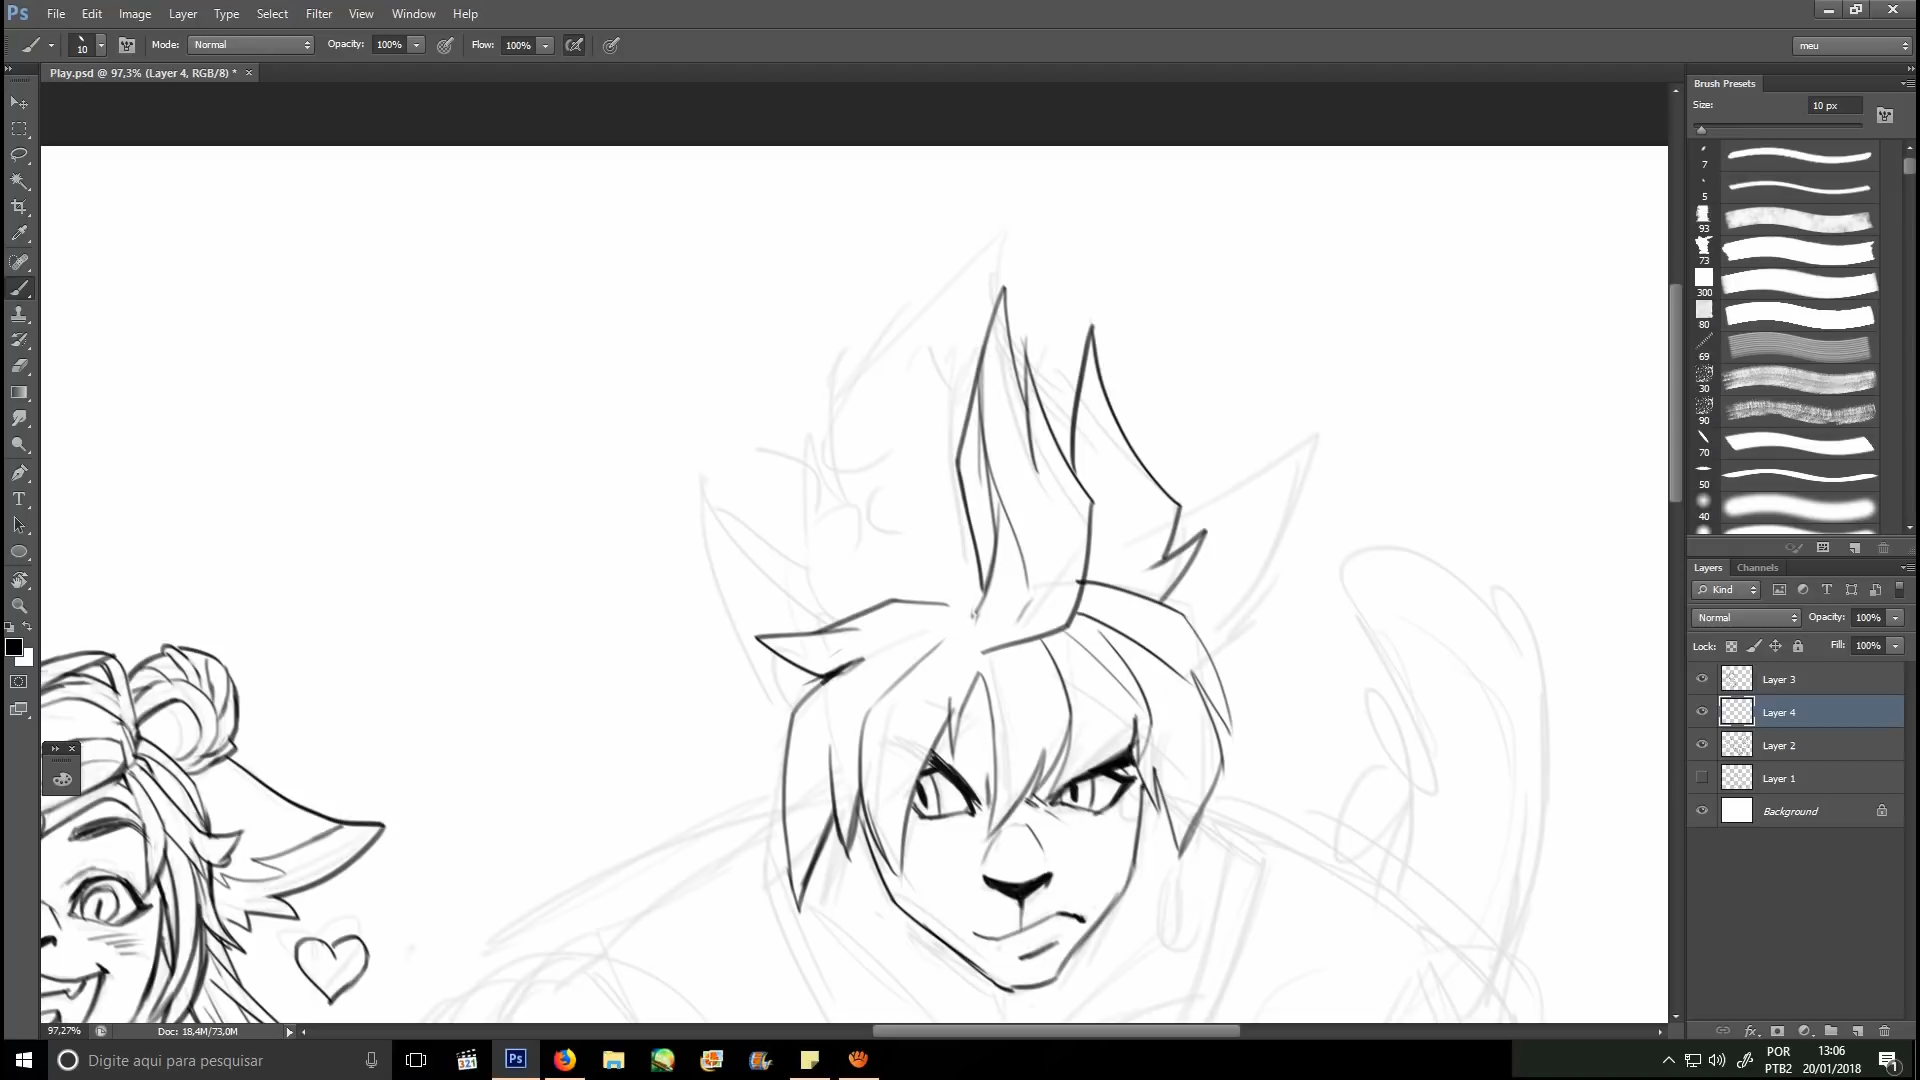 Ps File Edit Image Layer Type Select Filter Analysis View Window Help
10 Mode: Normal Opacity: 100% Flow: 100% meu
Play.psd @ 97,3% (Layer 4, RGB/8) *
Brush Presets
Size: 10 px
7
5
93
73
300
80
69
30
90
70
50
40
Layers Channels
Kind
Normal Opacity: 100%
Lock: Fill: 100%
Layer 3
Layer 4
Layer 2
Layer 1
Background
97,27% Doc: 18,4M/73,0M
Digite aqui para pesquisar
321
Ps
POR
PTB2
13:06
20/01/2018
1